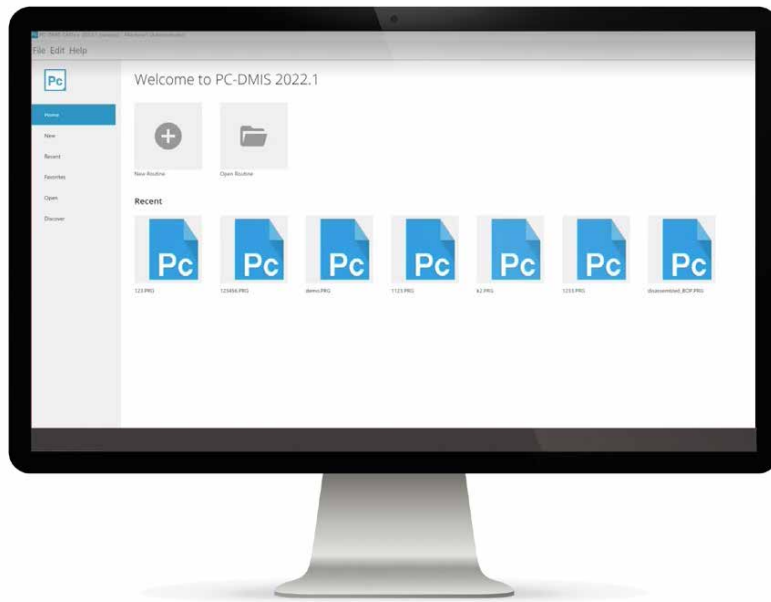 File Edit Help
Pc
Welcome to PC-DMIS 2022.1
Home
New
Recent
Favorites
Open
Discover
New Routine
Open Routine
Recent
Pc
Pc
Pc
Pc
Pc
Pc
Pc
123.PRG
123456.PRG
demo.PRG
1123.PRG
k2.PRG
1233.PRG
disassembled_BOP.PRG